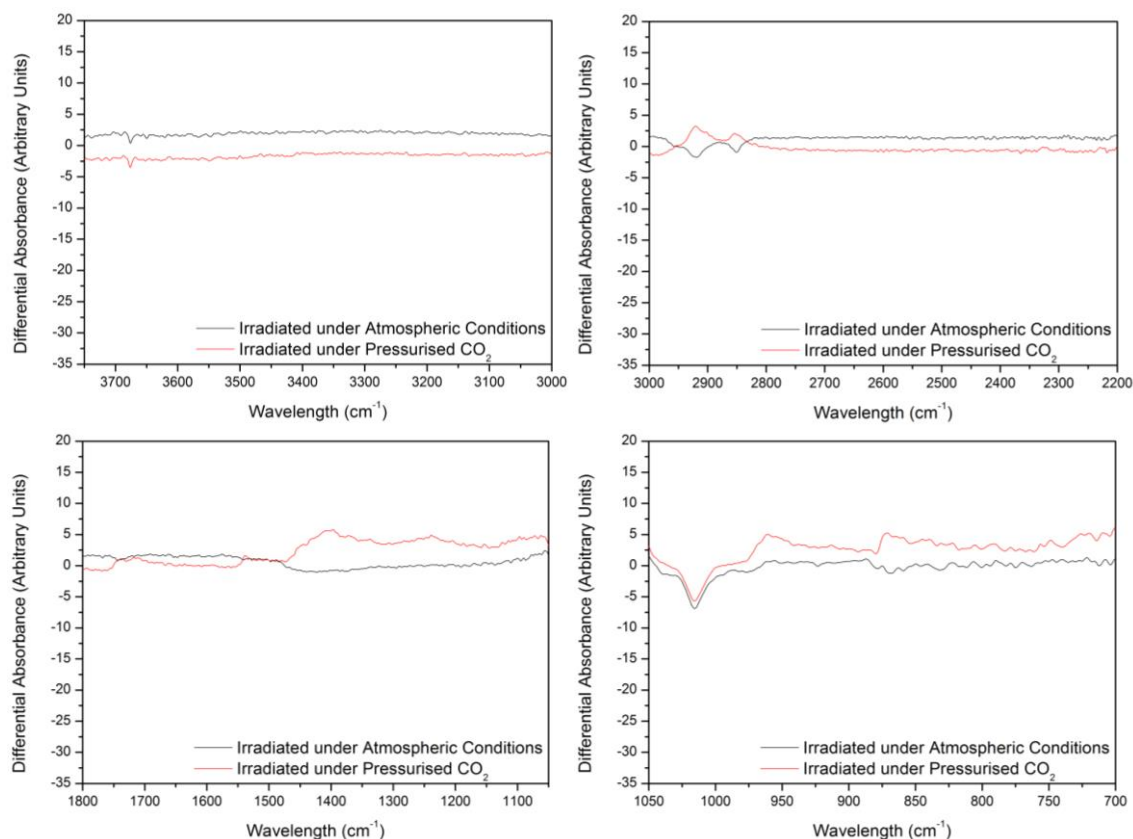 20
15
10
5
0
-5
-10
-15
-20
-25
-30
-35
Differential Absorbance (Arbitrary Units)
Irradiated under Atmospheric Conditions
Irradiated under Pressurised CO₂
3700 3600 3500 3400 3300 3200 3100 3000
Wavelength (cm⁻¹)
20
15
10
5
0
-5
-10
-15
-20
-25
-30
-35
Differential Absorbance (Arbitrary Units)
Irradiated under Atmospheric Conditions
Irradiated under Pressurised CO₂
3000 2900 2800 2700 2600 2500 2400 2300 2200
Wavelength (cm⁻¹)
20
15
10
5
0
-5
-10
-15
-20
-25
-30
-35
Differential Absorbance (Arbitrary Units)
Irradiated under Atmospheric Conditions
Irradiated under Pressurised CO₂
1800 1700 1600 1500 1400 1300 1200 1100
Wavelength (cm⁻¹)
20
15
10
5
0
-5
-10
-15
-20
-25
-30
-35
Differential Absorbance (Arbitrary Units)
Irradiated under Atmospheric Conditions
Irradiated under Pressurised CO₂
1050 1000 950 900 850 800 750 700
Wavelength (cm⁻¹)